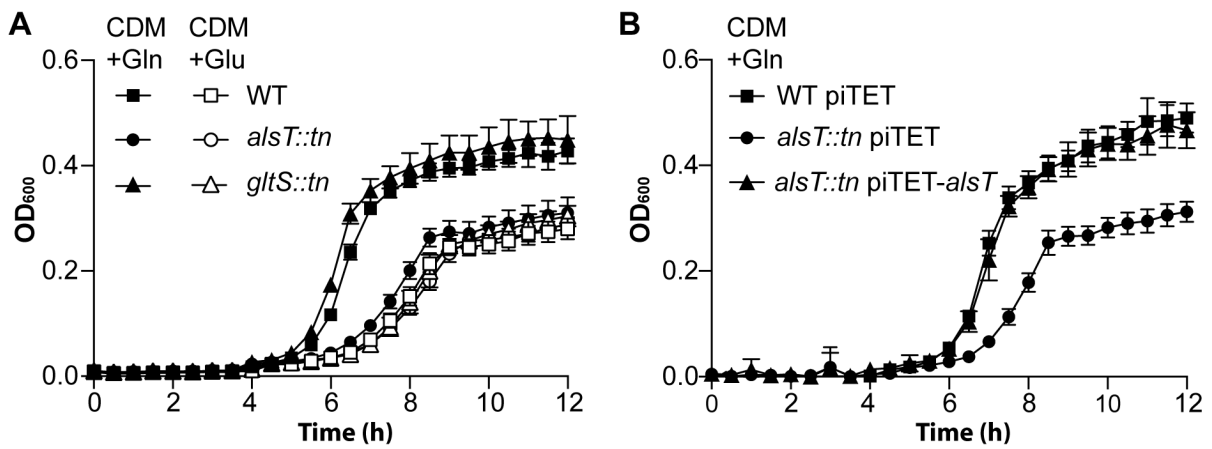 A
CDM CDM
+Gln +Glu
WT
alsT::tn
gltS::tn
OD600
0.6
0.4
0.2
0.0
0 2 4 6 8 10 12
Time (h)
B
CDM
+Gln
WT piTET
alsT::tn piTET
alsT::tn piTET-alsT
OD600
0.6
0.4
0.2
0.0
0 2 4 6 8 10 12
Time (h)